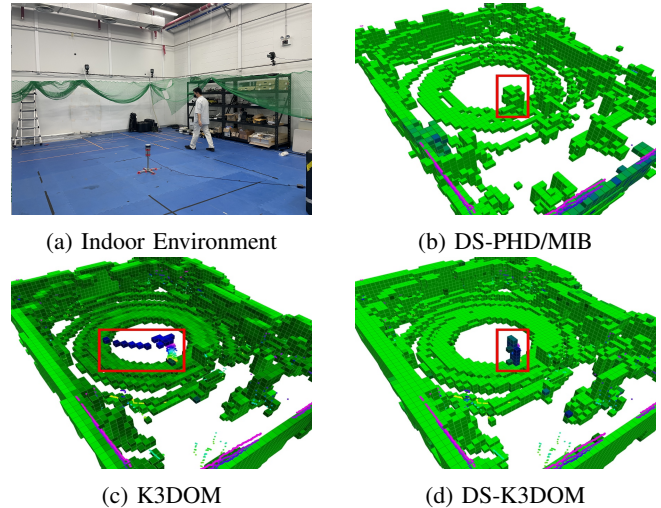 (a) Indoor Environment
(b) DS-PHD/MIB
(c) K3DOM
(d) DS-K3DOM